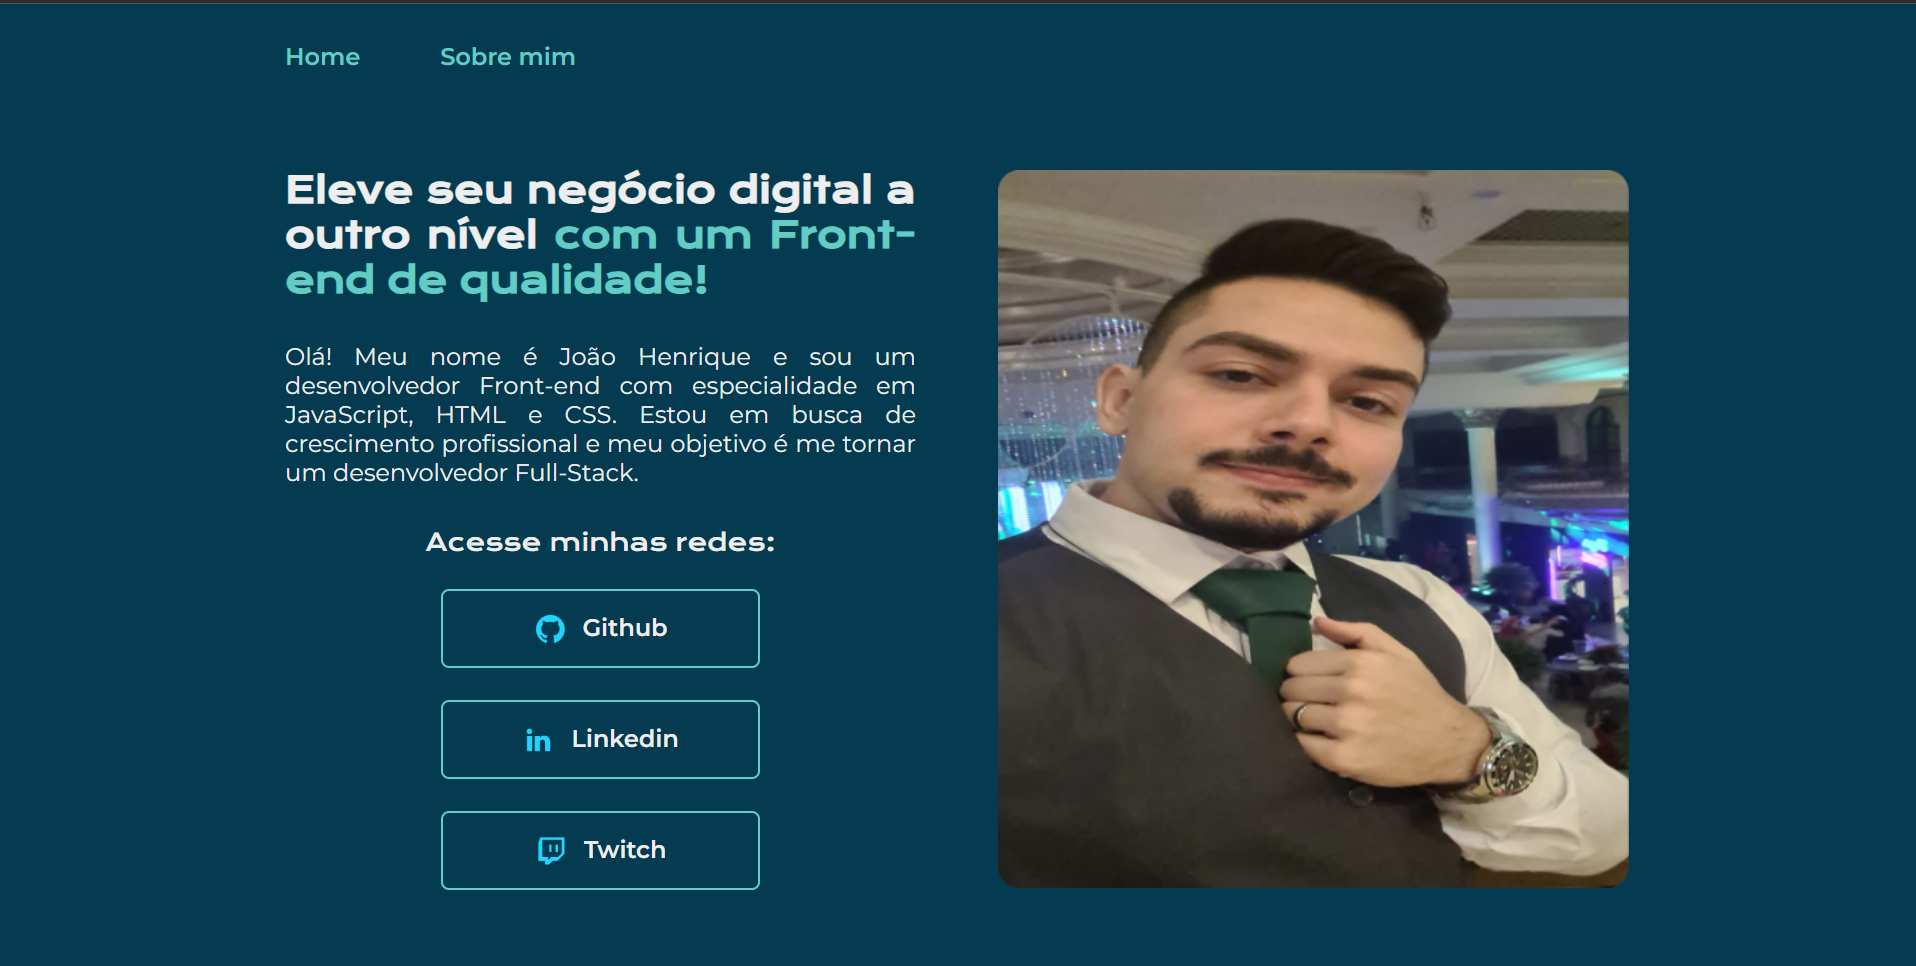 Home
Sobre mim
Eleve seu negócio digital a
outro nível com um Front-
end de qualidade!
Olá! Meu nome é João Henrique e sou um
desenvolvedor Front-end com especialidade em
JavaScript, HTML e CSS. Estou em busca de
crescimento profissional e meu objetivo é me tornar
um desenvolvedor Full-Stack.
Acesse minhas redes:
Github
in Linkedin
Twitch